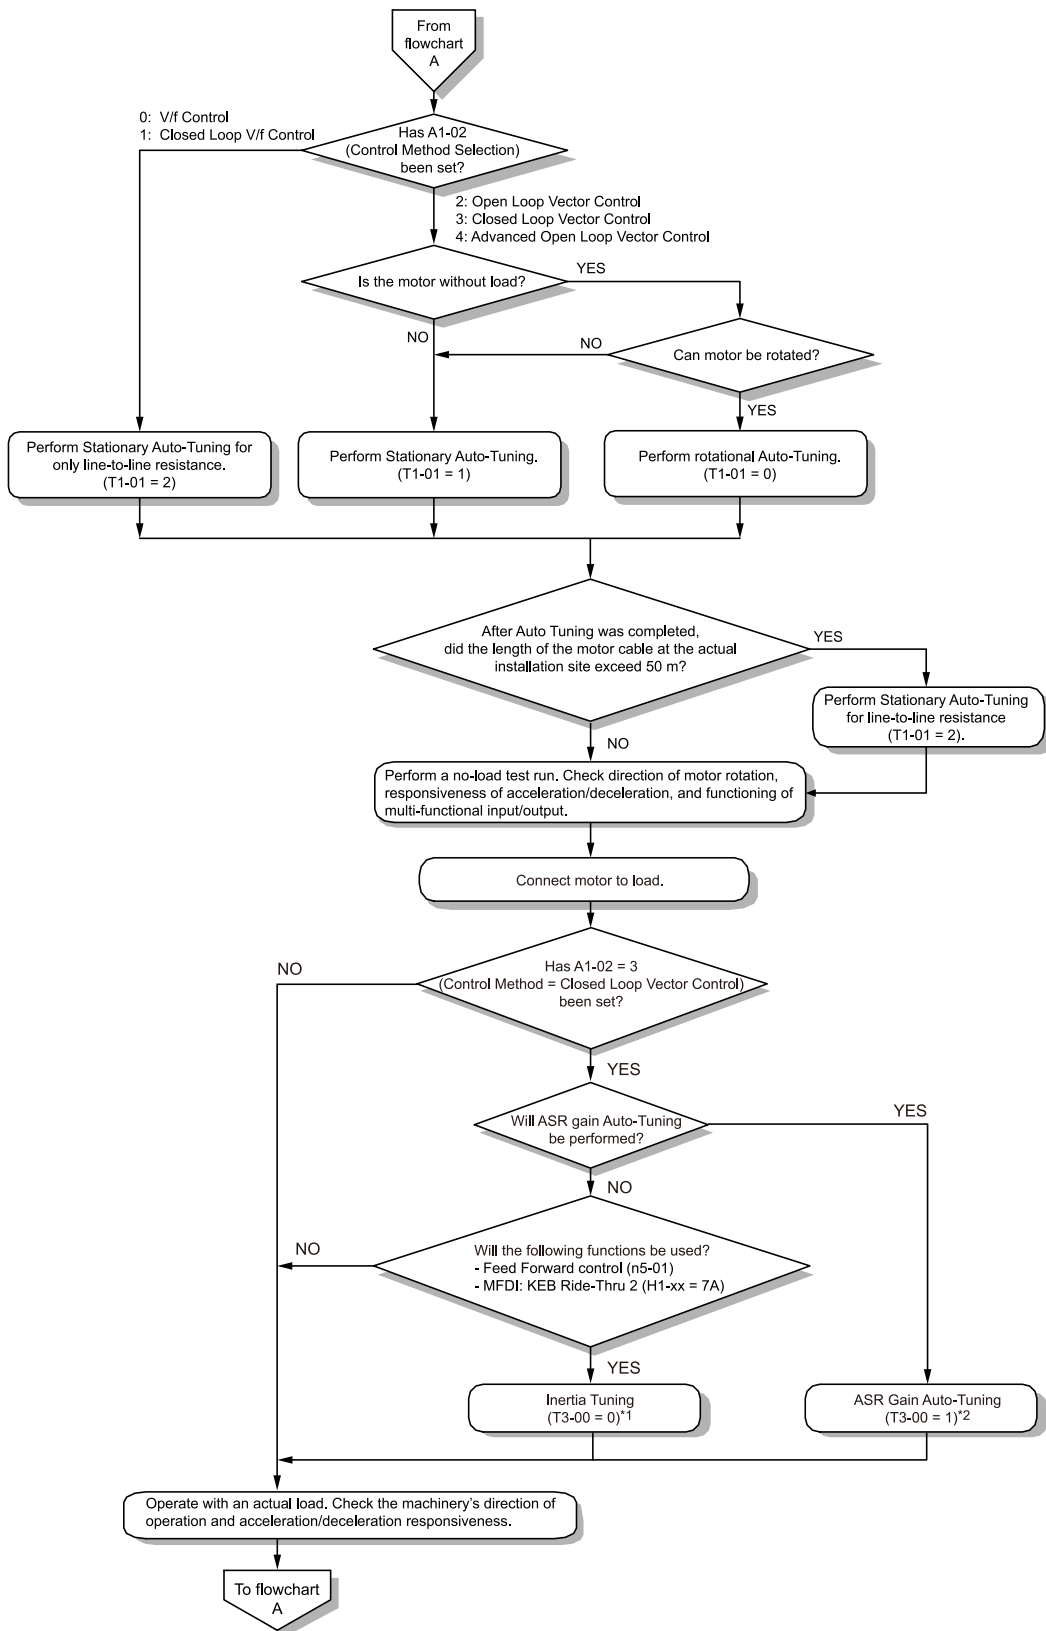 From
flowchart
A
0: V/f Control
1: Closed Loop V/f Control
Has A1-02
(Control Method Selection)
been set?
2: Open Loop Vector Control
3: Closed Loop Vector Control
4: Advanced Open Loop Vector Control
Is the motor without load?
YES
NO
NO
Can motor be rotated?
YES
Perform Stationary Auto-Tuning for
only line-to-line resistance.
(T1-01 = 2)
Perform Stationary Auto-Tuning.
(T1-01 = 1)
Perform rotational Auto-Tuning.
(T1-01 = 0)
After Auto Tuning was completed,
did the length of the motor cable at the actual
installation site exceed 50 m?
YES
Perform Stationary Auto-Tuning
for line-to-line resistance
(T1-01 = 2).
NO
Perform a no-load test run. Check direction of motor rotation,
responsiveness of acceleration/deceleration, and functioning of
multi-functional input/output.
Connect motor to load.
NO
Has A1-02 = 3
(Control Method = Closed Loop Vector Control)
been set?
YES
Will ASR gain Auto-Tuning
be performed?
YES
NO
NO
Will the following functions be used?
- Feed Forward control (n5-01)
- MFDI: KEB Ride-Thru 2 (H1-xx = 7A)
YES
Inertia Tuning
(T3-00 = 0)*1
ASR Gain Auto-Tuning
(T3-00 = 1)*2
Operate with an actual load. Check the machinery's direction of
operation and acceleration/deceleration responsiveness.
To flowchart
A